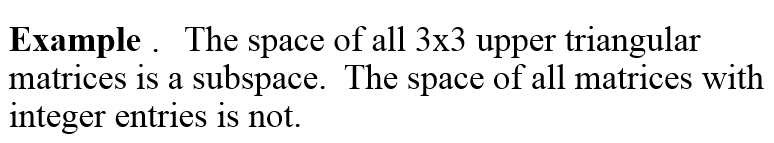 Example . The space of all 3x3 upper triangular
matrices is a subspace. The space of all matrices with
integer entries is not.